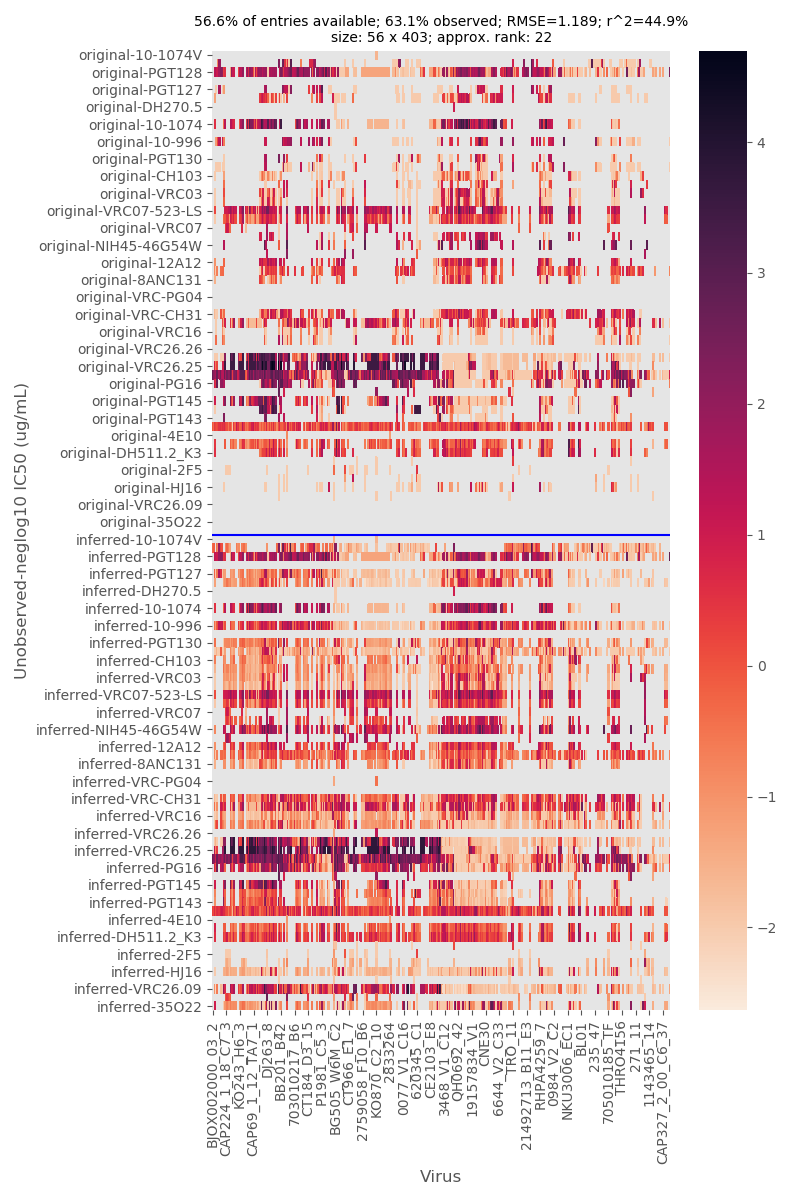 56.6% of entries available; 63.1% observed; RMSE=1.189; r^2=44.9%
size: 56 x 403; approx. rank: 22
Unobserved-neglog10 IC50 (ug/mL)
original-10-1074V
original-PGT128
original-PGT127
original-DH270.5
original-10-1074
original-10-996
original-PGT130
original-CH103
original-VRC03
original-VRC07-523-LS
original-VRC07
original-NIH45-46G54W
original-12A12
original-8ANC131
original-VRC-PG04
original-VRC-CH31
original-VRC16
original-VRC26.26
original-VRC26.25
original-PG16
original-PGT145
original-PGT143
original-4E10
original-DH511.2_K3
original-2F5
original-HJ16
original-VRC26.09
original-35O22
inferred-10-1074V
inferred-PGT128
inferred-PGT127
inferred-DH270.5
inferred-10-1074
inferred-10-996
inferred-PGT130
inferred-CH103
inferred-VRC03
inferred-VRC07-523-LS
inferred-VRC07
inferred-NIH45-46G54W
inferred-12A12
inferred-8ANC131
inferred-VRC-PG04
inferred-VRC-CH31
inferred-VRC16
inferred-VRC26.26
inferred-VRC26.25
inferred-PG16
inferred-PGT145
inferred-PGT143
inferred-4E10
inferred-DH511.2_K3
inferred-2F5
inferred-HJ16
inferred-VRC26.09
inferred-35O22
4
3
2
1
0
−1
−2
BJOX002000_03_2
CAP224_1_18_C7_3
KO243_H6_3
CAP69_1_12_TA7_1
DJ263_8
BB201_B42
703010217_B6
CT184_D3_15
P1981_C5_3
BG505_W6M_C2
CT966_E1_7
2759058_F10_B6
KO870_C2_10
2833264
0077_V1_C16
620345_C1
CE2103_E8
3468_V1_C12
QH0692_42
19157834_V1
CNE30
6644_V2_C33
TRO_11
21492713_B11_E3
RHPA4259_7
0984_V2_C2
NKU3006_EC1
BL01
235_47
705010185_TF
THRO4156
271_11
1143465_14
CAP327_2_00_C6_37
Virus